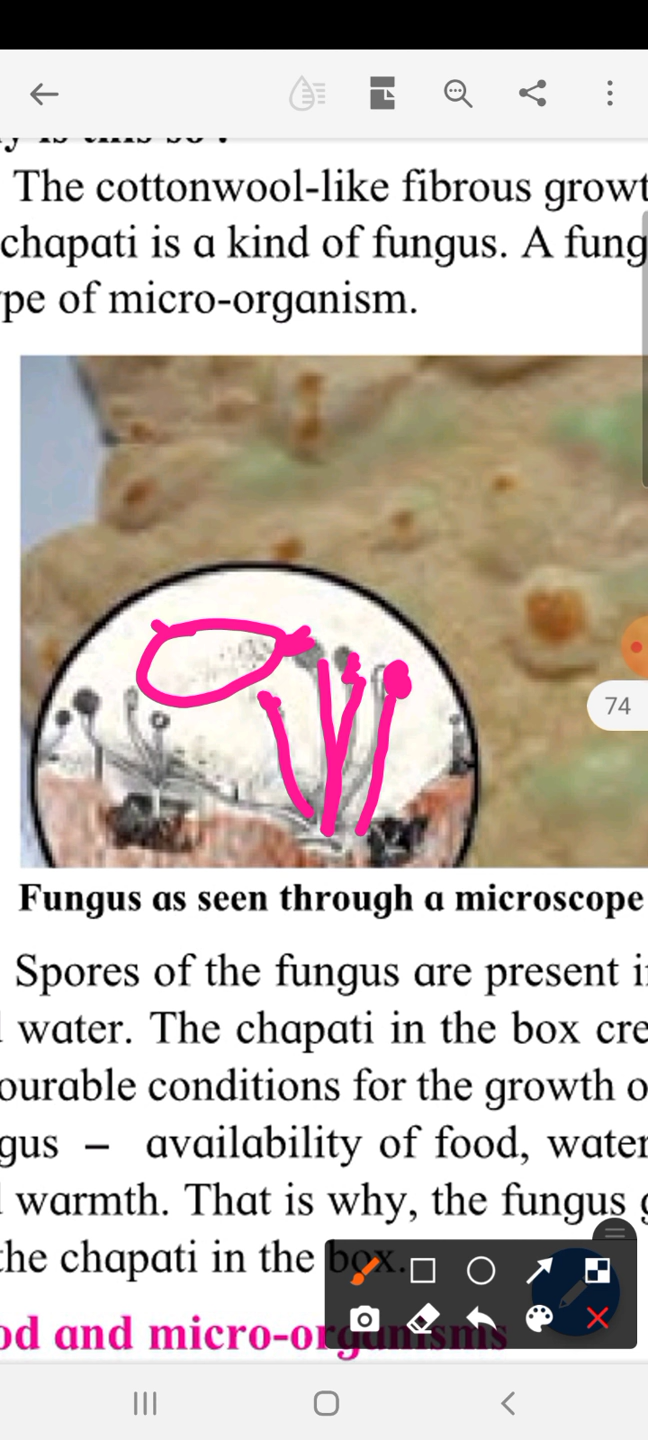 The cottonwool-like fibrous growt
chapati is a kind of fungus. A fung
pe of micro-organism.
74
Fungus as seen through a microscope
Spores of the fungus are present i
water. The chapati in the box cre
ourable conditions for the growth o
gus – availability of food, water
warmth. That is why, the fungus g
the chapati in the box.
od and micro-organisms